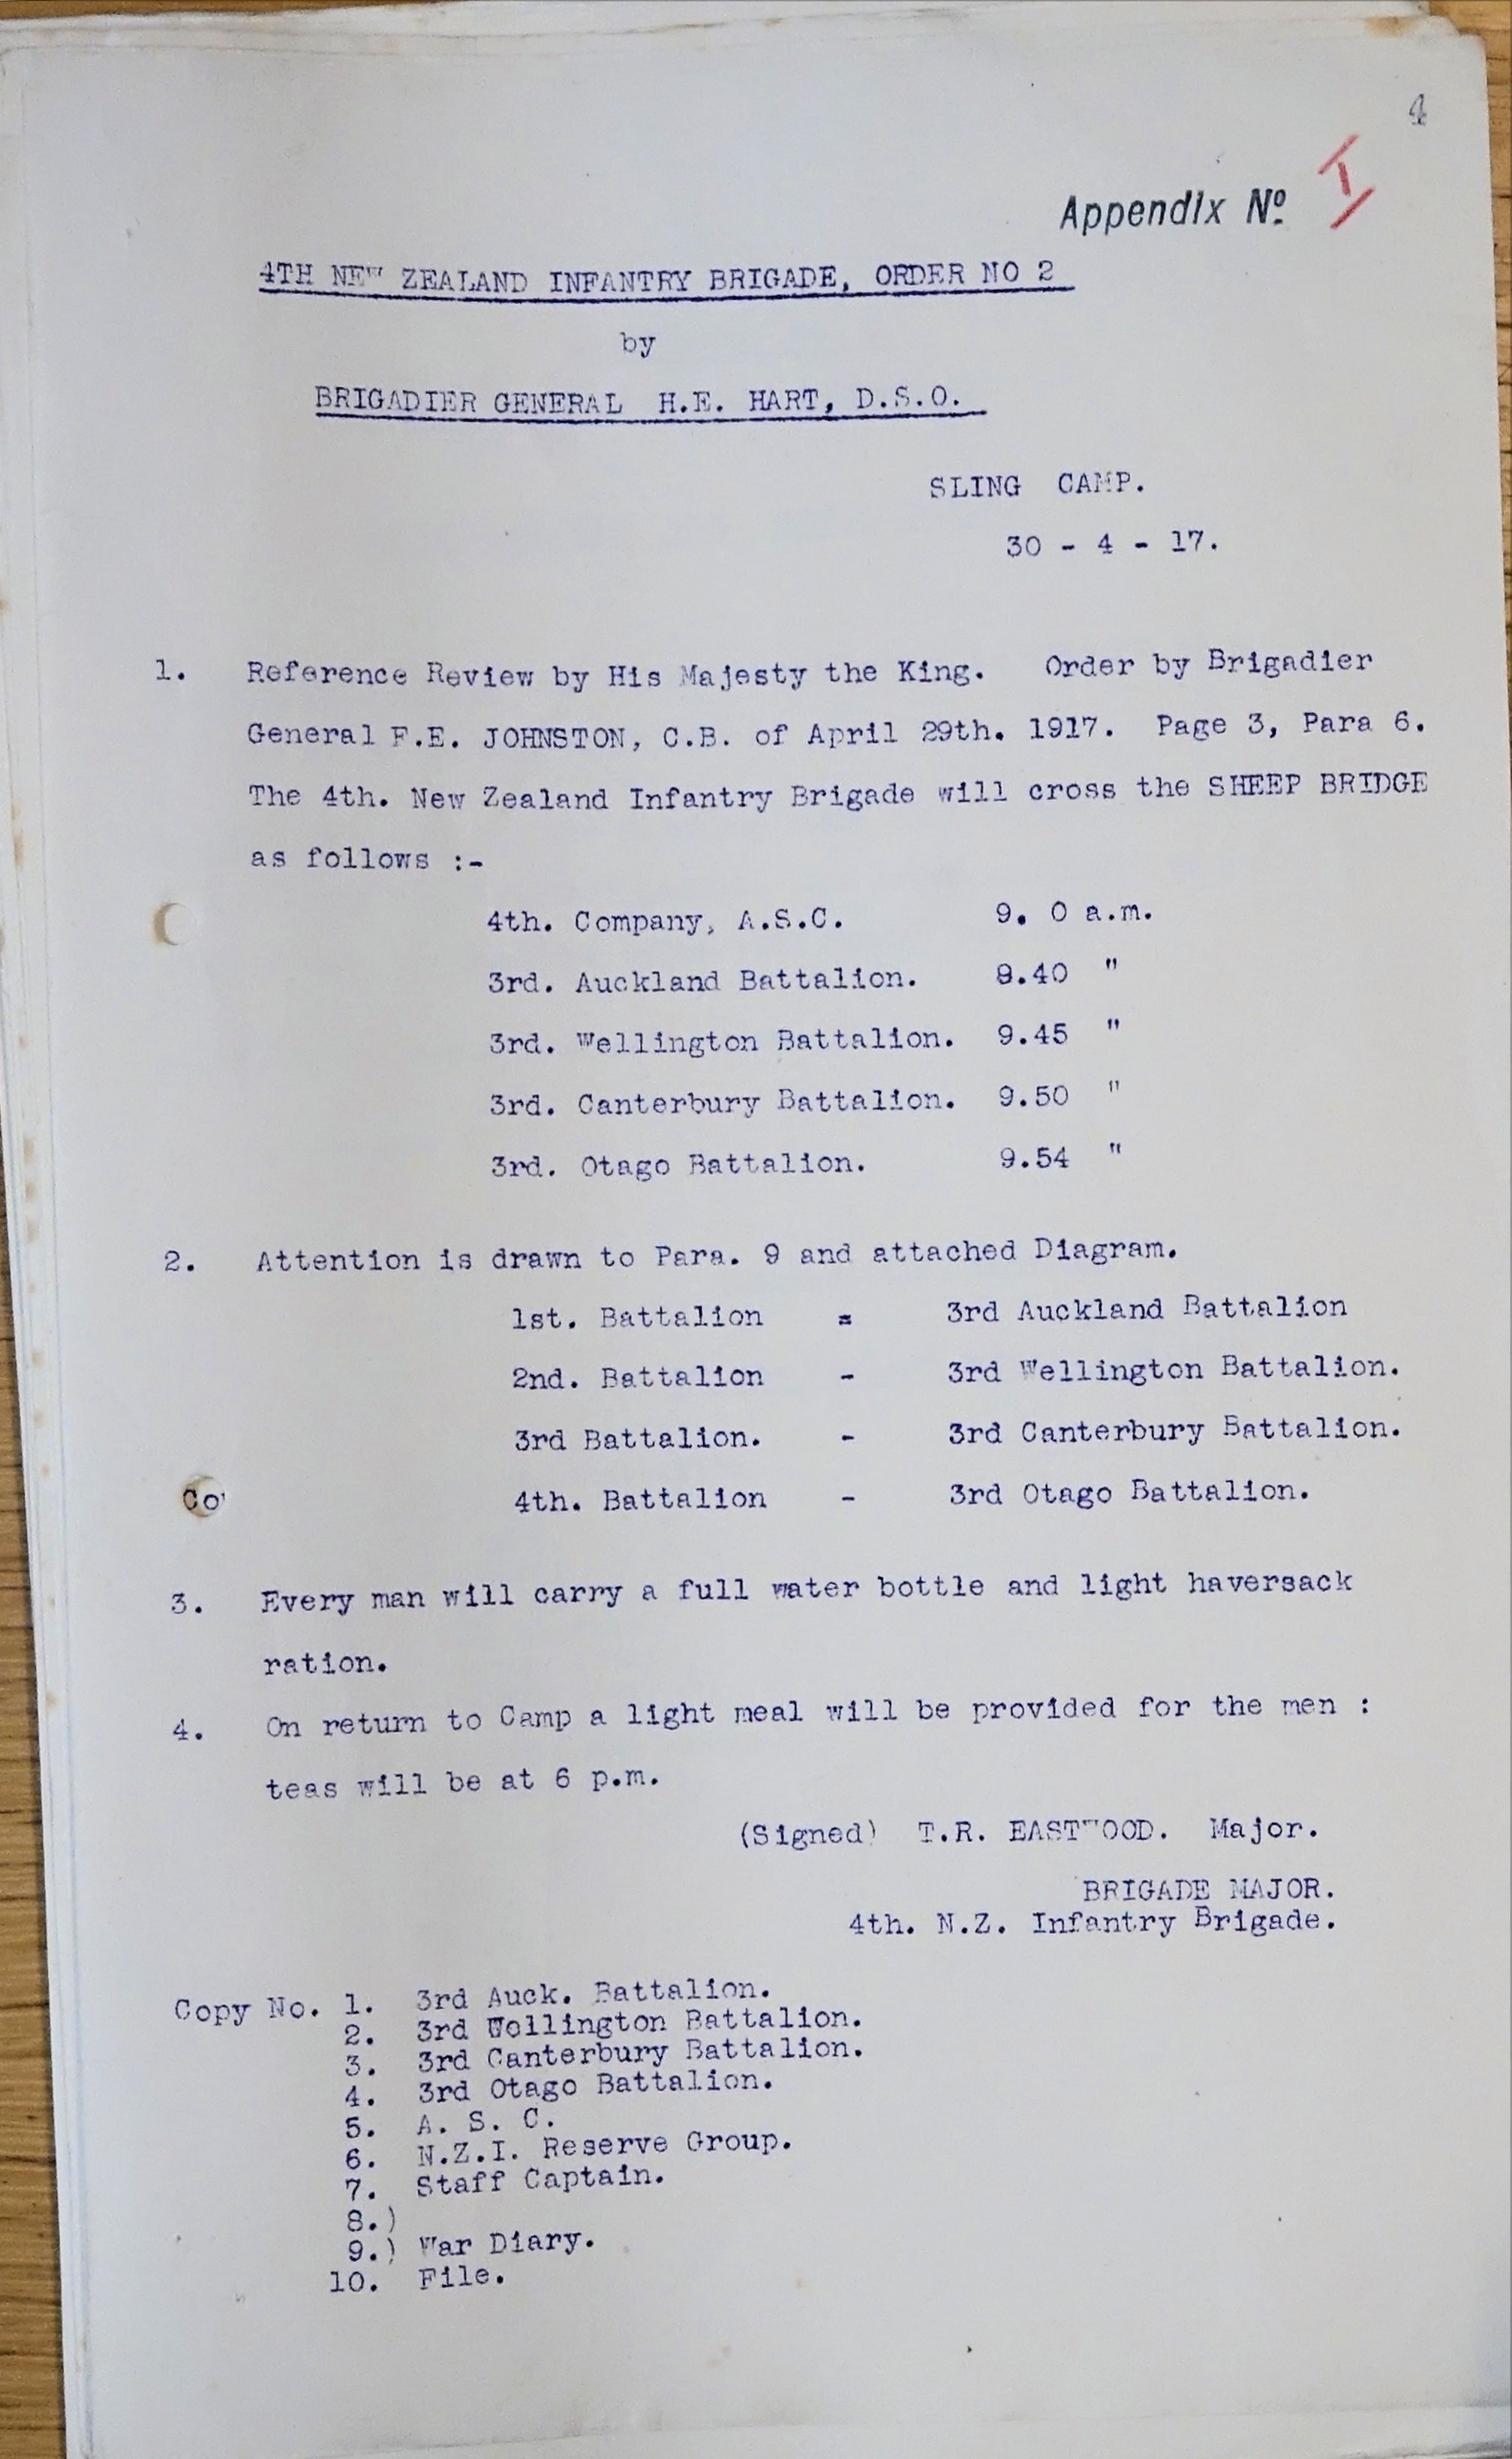 4
Appendix Nº I
4TH NEW ZEALAND INFANTRY BRIGADE, ORDER NO 2
by
BRIGADIER GENERAL H.E. HART, D.S.O.
SLING CAMP.
30 - 4 - 17.
1. Reference Review by His Majesty the King. Order by Brigadier
General F.E. JOHNSTON, C.B. of April 29th. 1917. Page 3, Para 6.
The 4th. New Zealand Infantry Brigade will cross the SHEEP BRIDGE
as follows :-
4th. Company, A.S.C. 9. 0 a.m.
3rd. Auckland Battalion. 9.40 "
3rd. Wellington Battalion. 9.45 "
3rd. Canterbury Battalion. 9.50 "
3rd. Otago Battalion. 9.54 "
2. Attention is drawn to Para. 9 and attached Diagram.
1st. Battalion = 3rd Auckland Battalion
2nd. Battalion - 3rd Wellington Battalion.
3rd Battalion. - 3rd Canterbury Battalion.
Co
4th. Battalion - 3rd Otago Battalion.
3. Every man will carry a full water bottle and light haversack
ration.
4. On return to Camp a light meal will be provided for the men :
teas will be at 6 p.m.
(Signed) T.R. EASTWOOD. Major.
BRIGADE MAJOR.
4th. N.Z. Infantry Brigade.
Copy No. 1. 3rd Auck. Battalion.
2. 3rd Wellington Battalion.
3. 3rd Canterbury Battalion.
4. 3rd Otago Battalion.
5. A. S. C.
6. N.Z.I. Reserve Group.
7. Staff Captain.
8.)
9.) War Diary.
10. File.